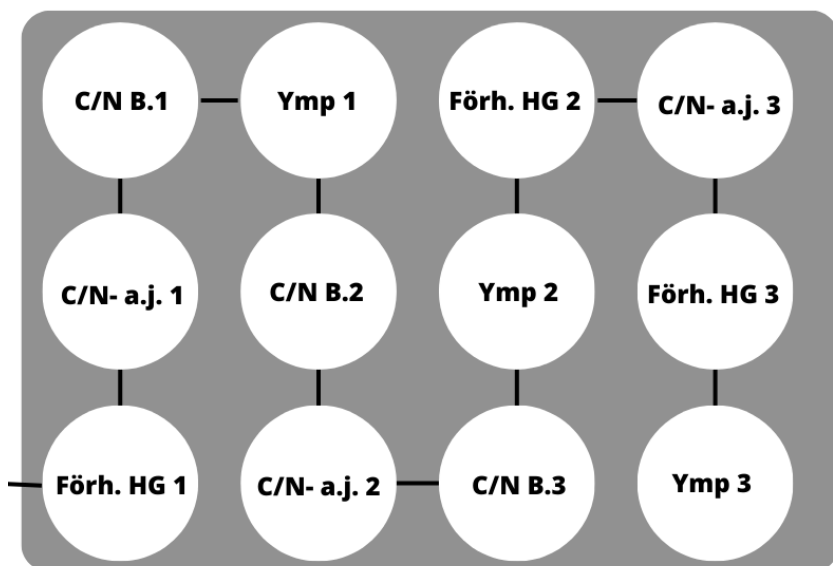 C/N B.1
Ymp 1
Förh. HG 2
C/N- a.j. 3
C/N- a.j. 1
C/N B.2
Ymp 2
Förh. HG 3
Förh. HG 1
C/N- a.j. 2
C/N B.3
Ymp 3